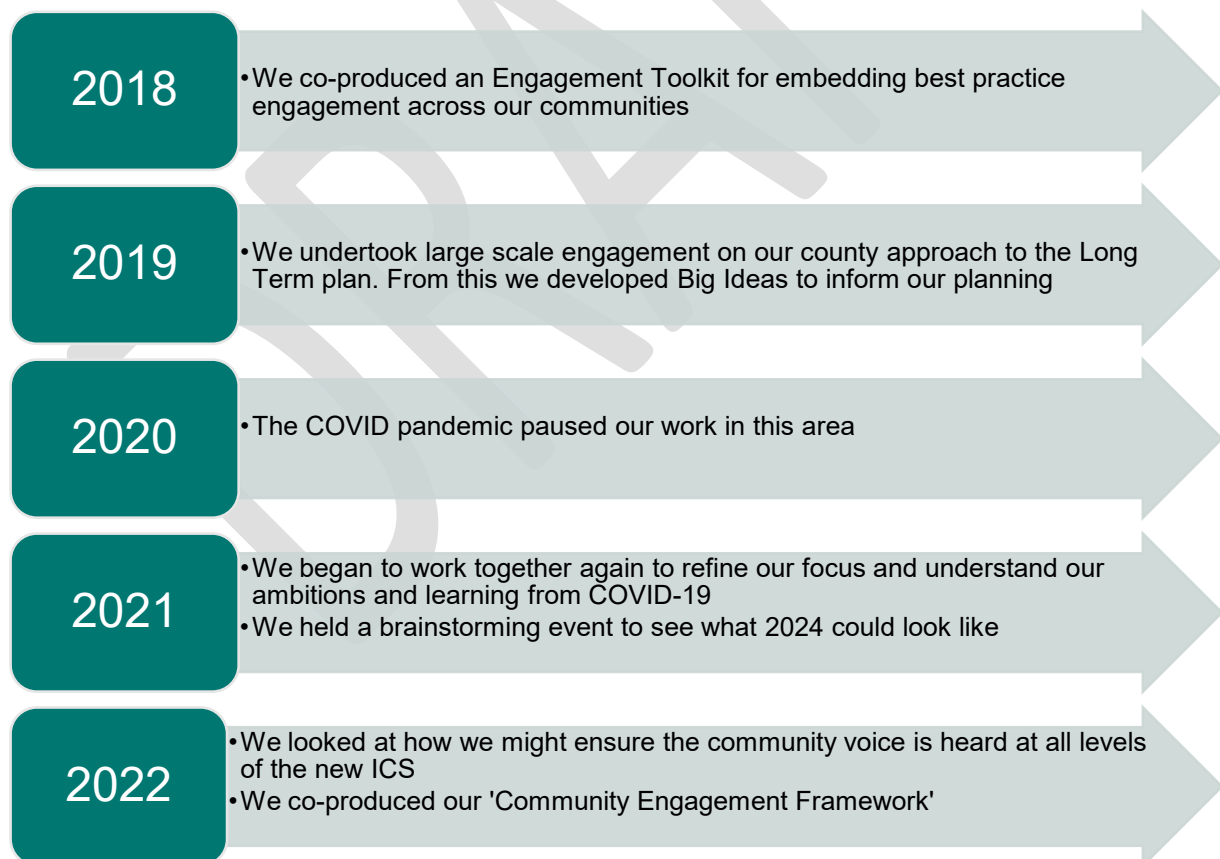 2018
•We co-produced an Engagement Toolkit for embedding best practice
engagement across our communities
2019
•We undertook large scale engagement on our county approach to the Long
Term plan. From this we developed Big Ideas to inform our planning
2020
•The COVID pandemic paused our work in this area
2021
•We began to work together again to refine our focus and understand our
ambitions and learning from COVID-19
•We held a brainstorming event to see what 2024 could look like
2022
•We looked at how we might ensure the community voice is heard at all levels
of the new ICS
•We co-produced our 'Community Engagement Framework'